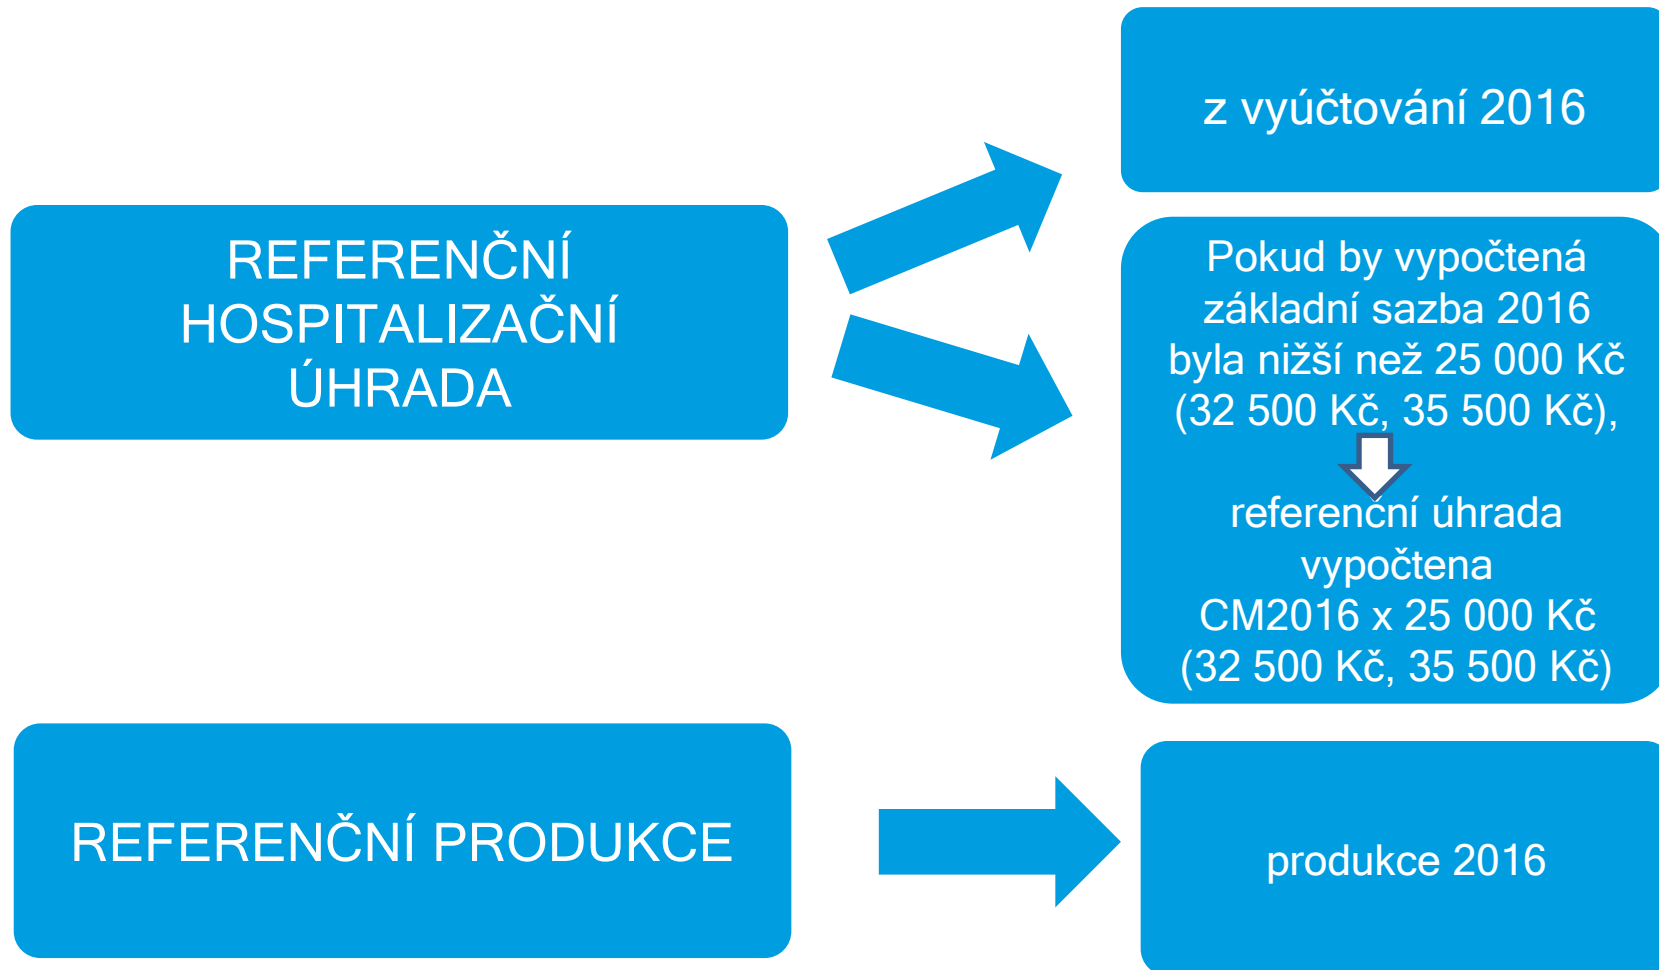 REFERENČNÍ
HOSPITALIZAČNÍ
ÚHRADA
z vyúčtování 2016
Pokud by vypočtená
základní sazba 2016
byla nižší než 25 000 Kč
(32 500 Kč, 35 500 Kč),
referenční úhrada
vypočtena
CM2016 x 25 000 Kč
(32 500 Kč, 35 500 Kč)
REFERENČNÍ PRODUKCE
produkce 2016